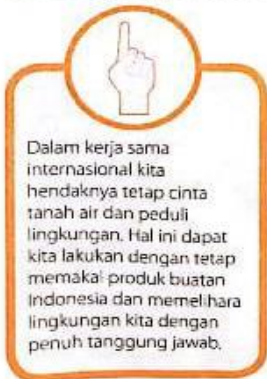 Dalam kerja sama
internasional kita
hendaknya tetap cinta
tanah air dan peduli
lingkungan. Hal ini dapat
kita lakukan dengan tetap
memakai produk buatan
Indonesia dan memelihara
lingkungan kita dengan
penuh tanggung jawab.